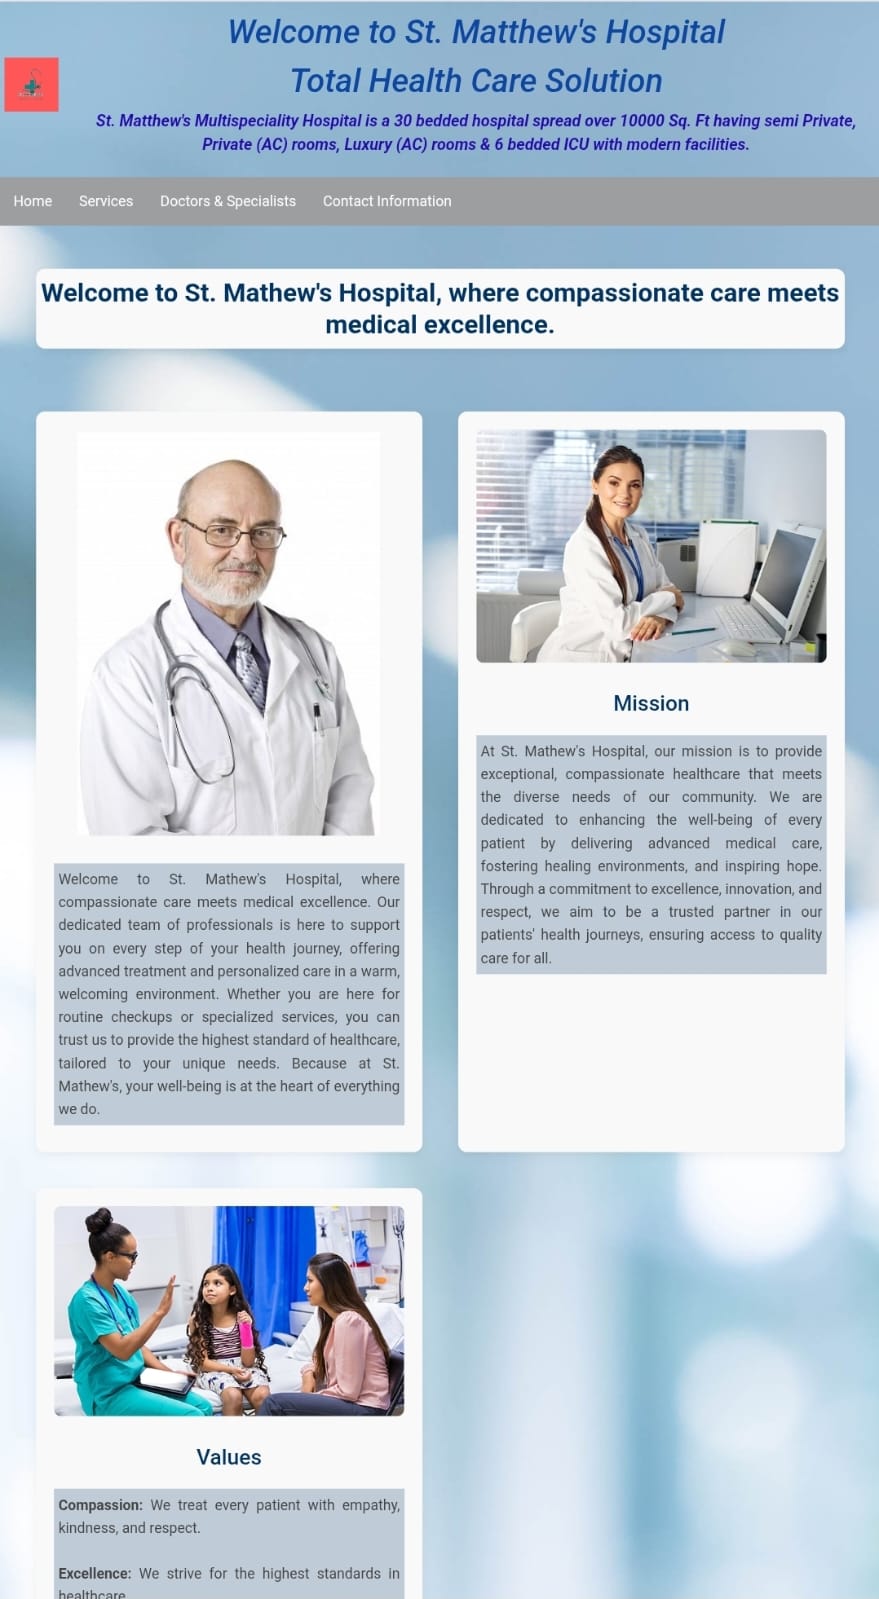 Welcome to St. Matthew's Hospital
Total Health Care Solution
St. Matthew's Multispeciality Hospital is a 30 bedded hospital spread over 10000 Sq. Ft having semi Private,
Private (AC) rooms, Luxury (AC) rooms & 6 bedded ICU with modern facilities.
Home Services Doctors & Specialists Contact Information
Welcome to St. Mathew's Hospital, where compassionate care meets
medical excellence.
Welcome to St. Mathew's Hospital, where
compassionate care meets medical excellence. Our
dedicated team of professionals is here to support
you on every step of your health journey, offering
advanced treatment and personalized care in a warm,
welcoming environment. Whether you are here for
routine checkups or specialized services, you can
trust us to provide the highest standard of healthcare,
tailored to your unique needs. Because at St.
Mathew's, your well-being is at the heart of everything
we do.
Mission
At St. Mathew's Hospital, our mission is to provide
exceptional, compassionate healthcare that meets
the diverse needs of our community. We are
dedicated to enhancing the well-being of every
patient by delivering advanced medical care,
fostering healing environments, and inspiring hope.
Through a commitment to excellence, innovation, and
respect, we aim to be a trusted partner in our
patients' health journeys, ensuring access to quality
care for all.
Values
Compassion: We treat every patient with empathy,
kindness, and respect.
Excellence: We strive for the highest standards in
healthcare